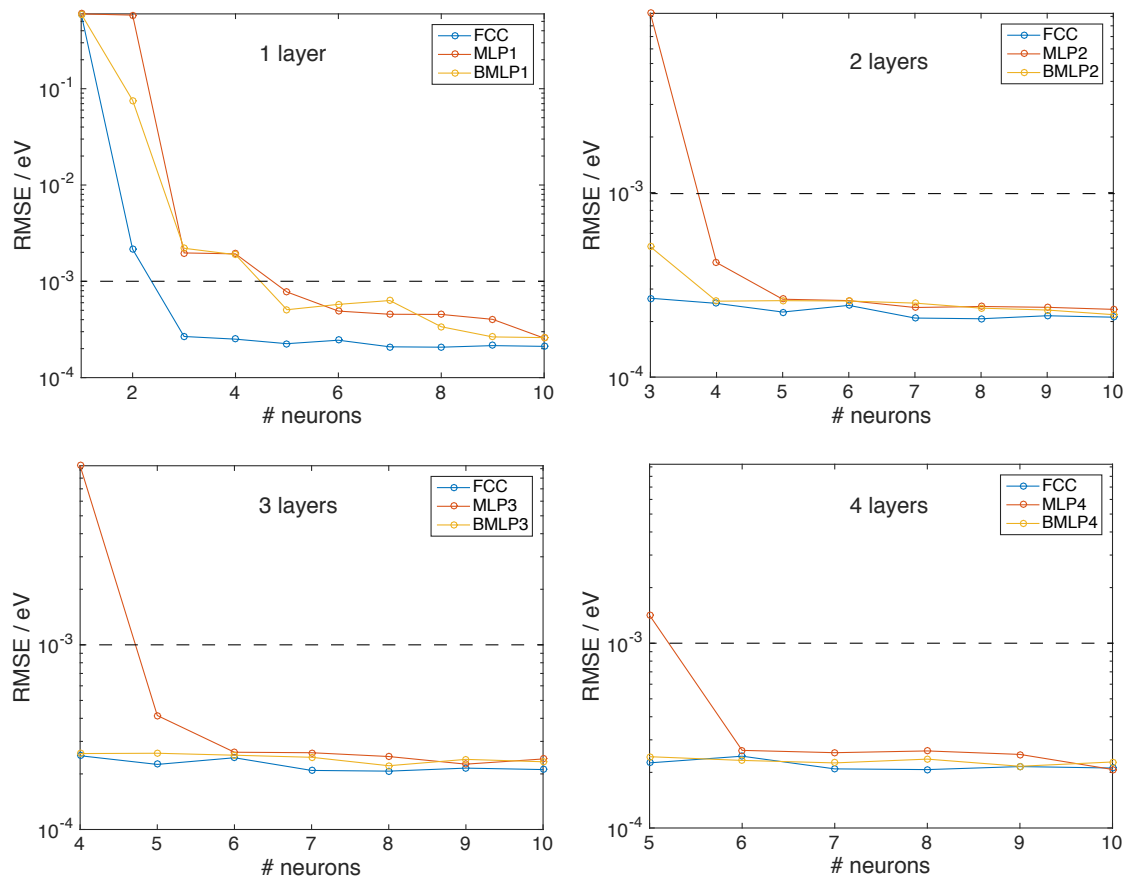 1 layer
FCC
MLP1
BMLP1
RMSE / eV
10^-1
10^-2
10^-3
10^-4
2 4 6 8 10
# neurons
2 layers
FCC
MLP2
BMLP2
RMSE / eV
10^-3
10^-4
3 4 5 6 7 8 9 10
# neurons
3 layers
FCC
MLP3
BMLP3
RMSE / eV
10^-3
10^-4
4 5 6 7 8 9 10
# neurons
4 layers
FCC
MLP4
BMLP4
RMSE / eV
10^-3
10^-4
5 6 7 8 9 10
# neurons